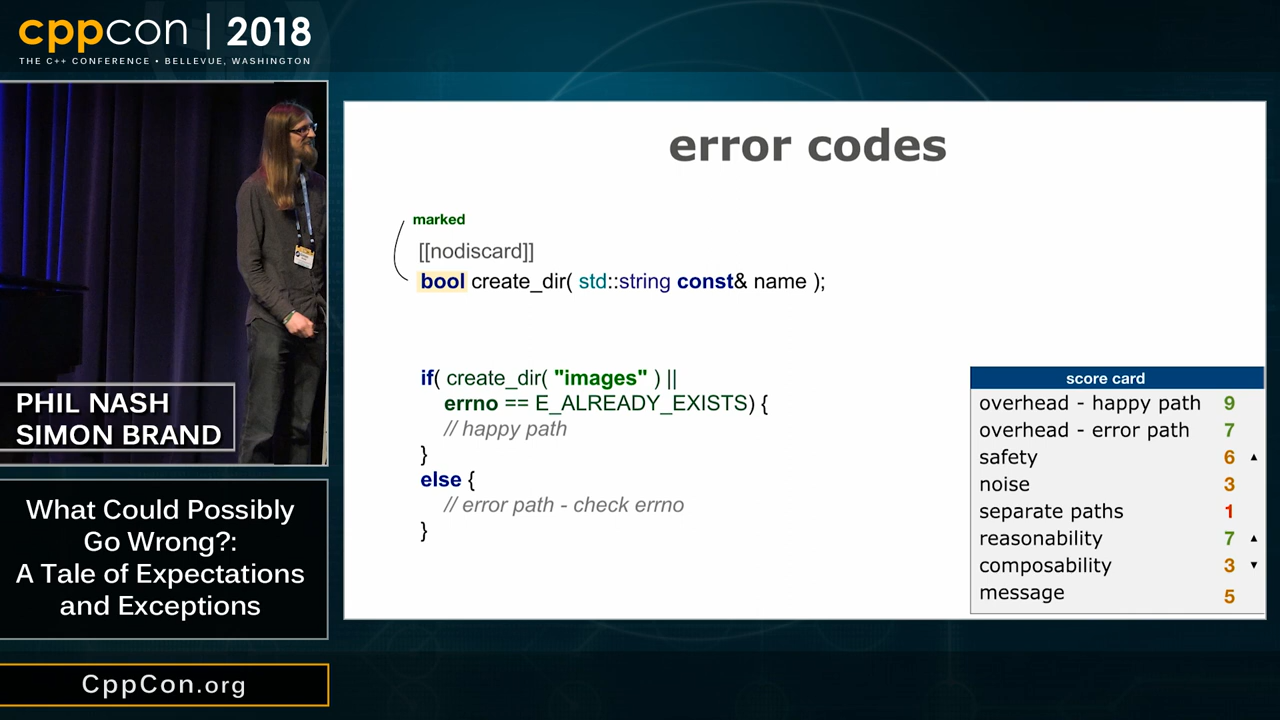 cppcon | 2018
THE C++ CONFERENCE • BELLEVUE, WASHINGTON
PHIL NASH
SIMON BRAND
What Could Possibly
Go Wrong?:
A Tale of Expectations
and Exceptions
CppCon.org
error codes
marked
[[nodiscard]]
bool create_dir( std::string const& name );
if( create_dir( "images" ) ||
errno == E_ALREADY_EXISTS) {
// happy path
}
else {
// error path - check errno
}
score card
overhead - happy path 9
overhead - error path 7
safety 6 ▲
noise 3
separate paths 1
reasonability 7 ▲
composability 3 ▼
message 5